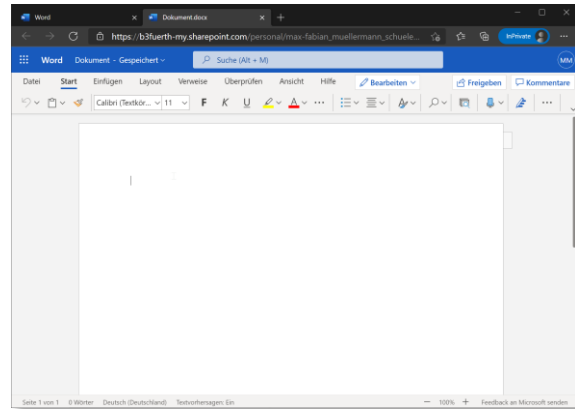 Word Dokument.docx
https://b3fuerth-my.sharepoint.com/personal/max-fabian_muellermann_schuele... InPrivate
Word Dokument - Gespeichert Suche (Alt + M) MM
Datei Start Einfügen Layout Verweise Überprüfen Ansicht Hilfe Bearbeiten Freigeben Kommentare
Calibri (Textkör... 11 F K U A ...
Seite 1 von 1 0 Wörter Deutsch (Deutschland) Textvorhersagen: Ein 100% Feedback an Microsoft senden